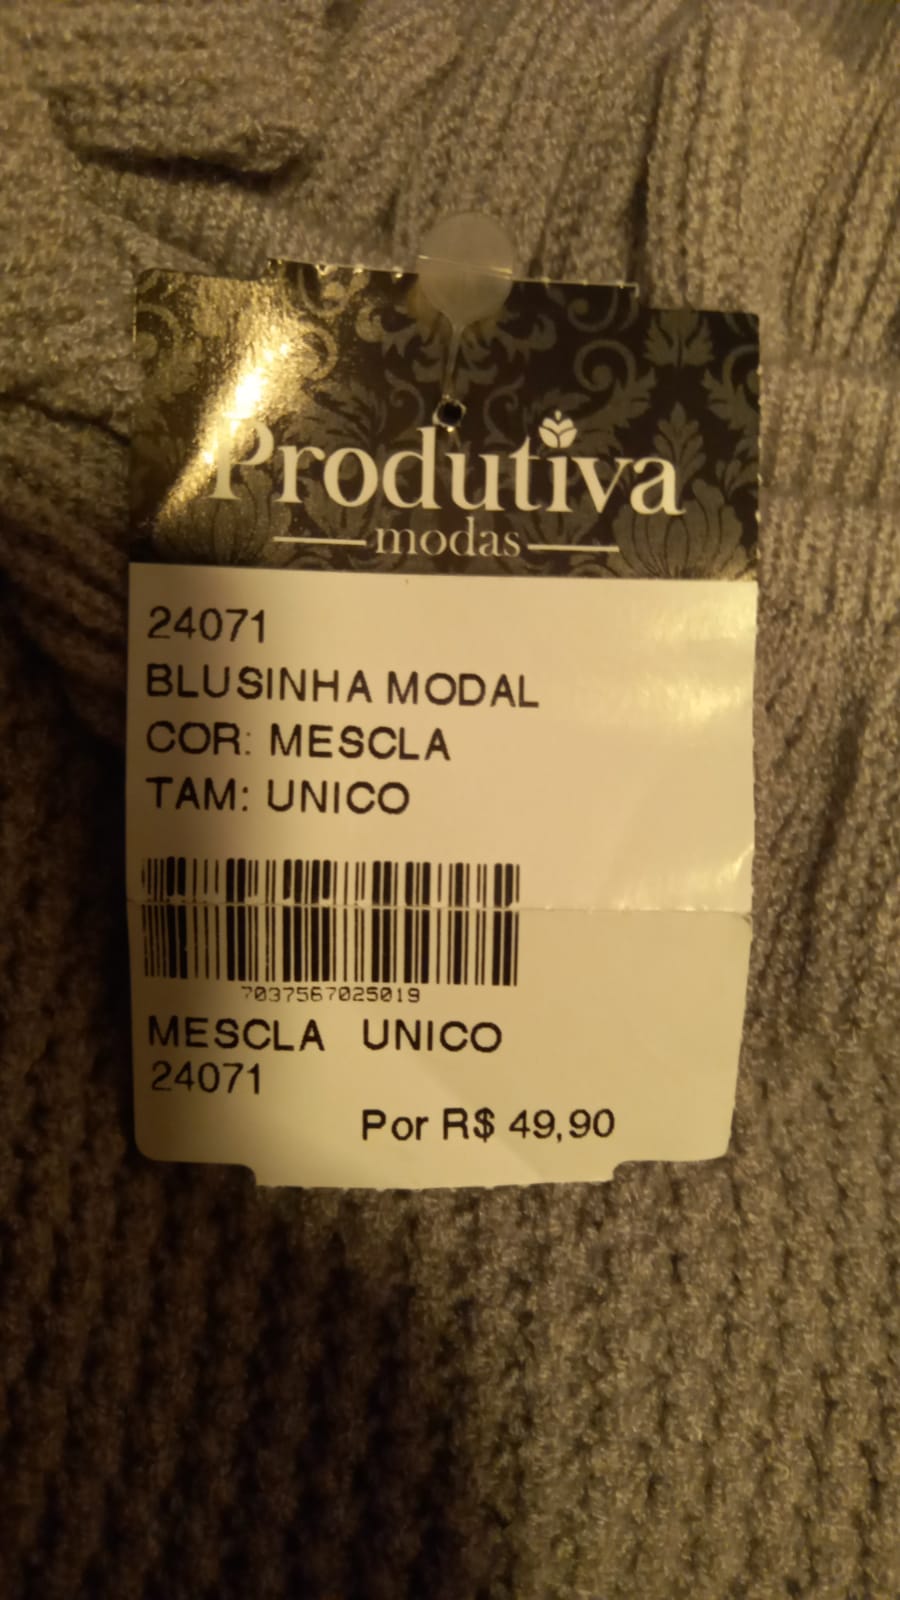 Produtiva
modas
24071
BLUSINHA MODAL
COR: MESCLA
TAM: UNICO
7037567025019
MESCLA UNICO
24071
Por R$ 49,90